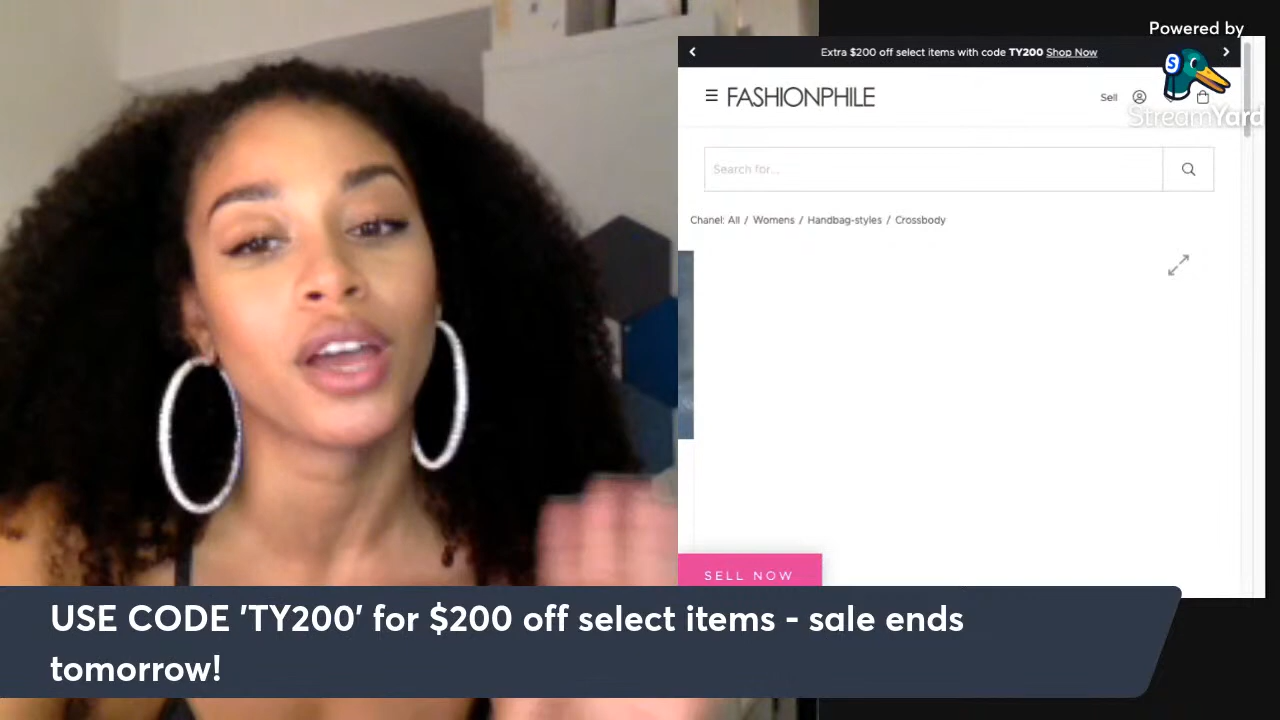 Powered by
Extra $200 off select items with code TY200 Shop Now
S
FASHIONPHILE
Sell
StreamYard
Search for...
Chanel: All / Womens / Handbag-styles / Crossbody
SELL NOW
USE CODE 'TY200' for $200 off select items - sale ends
tomorrow!